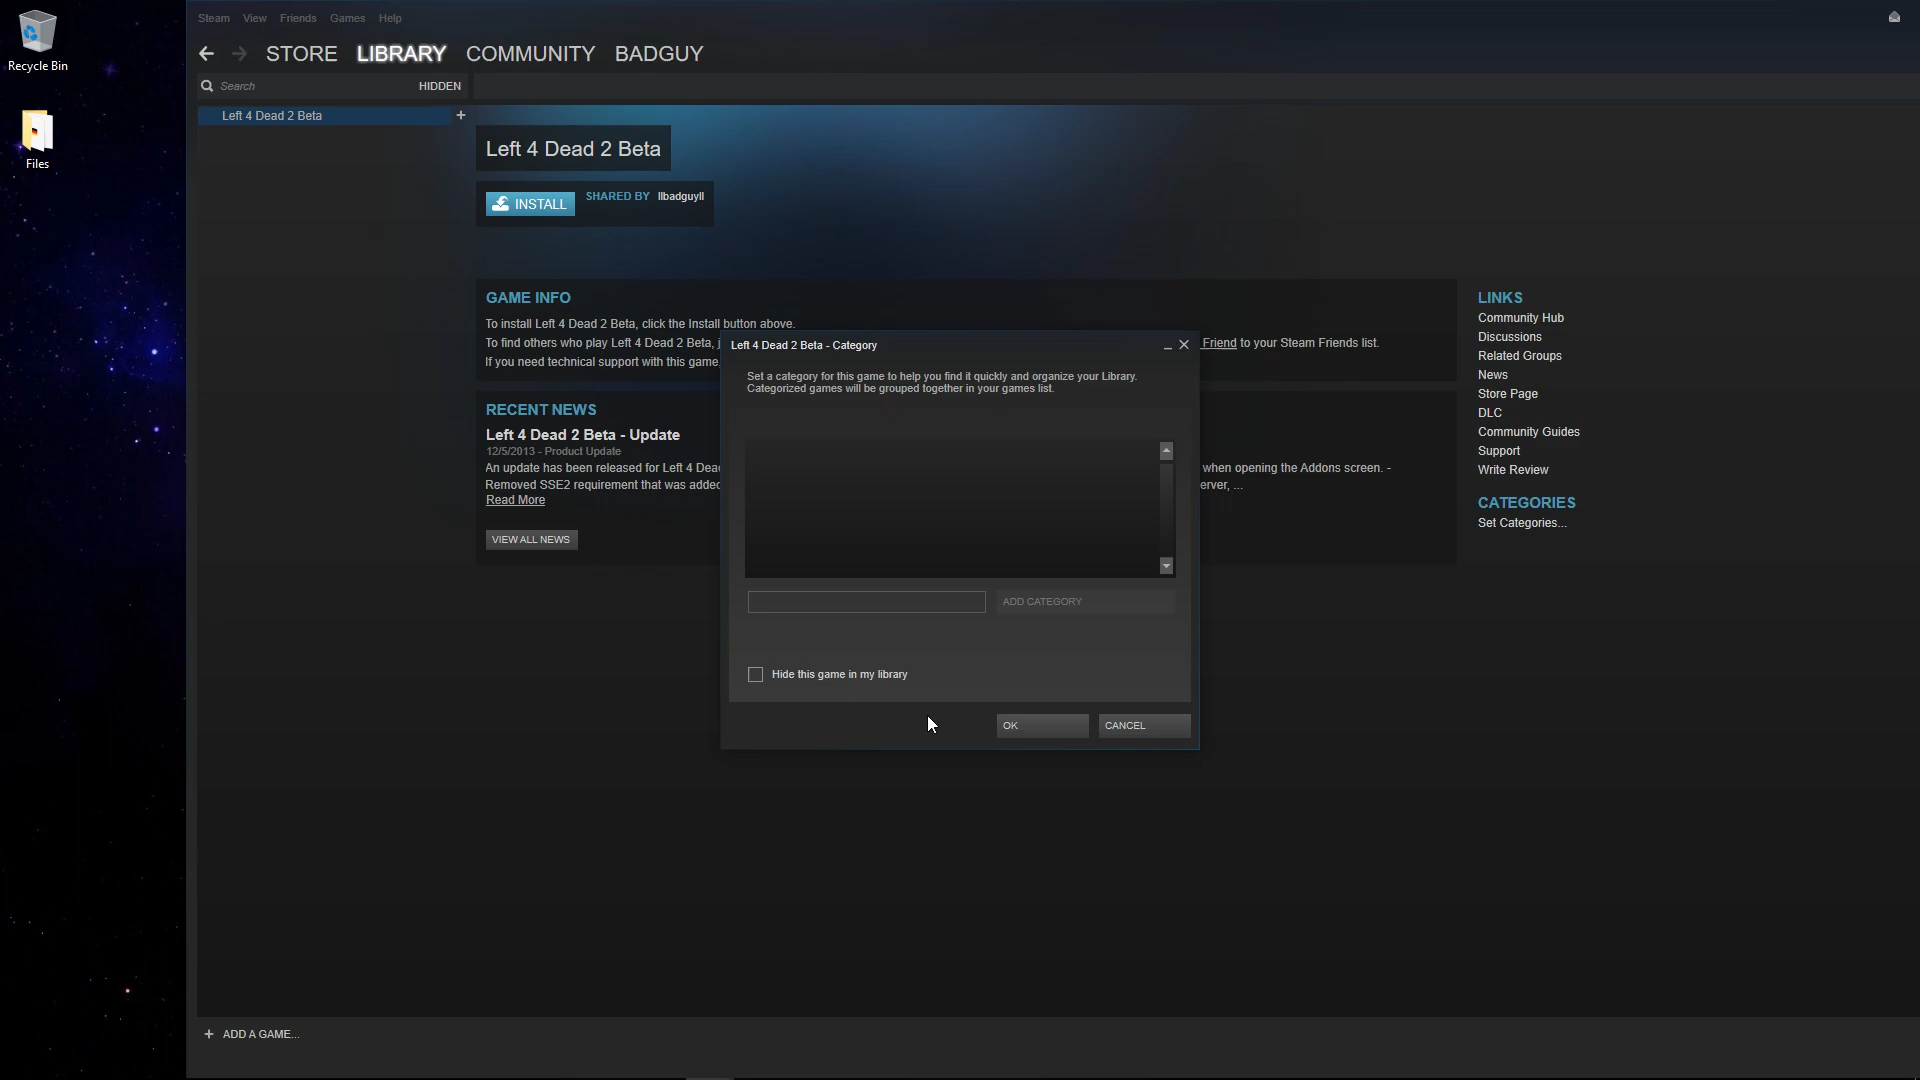 Recycle Bin
Files
Steam View Friends Games Help
STORE LIBRARY COMMUNITY BADGUY
Search HIDDEN
Left 4 Dead 2 Beta +
Left 4 Dead 2 Beta
INSTALL SHARED BY llbadguyll
GAME INFO
To install Left 4 Dead 2 Beta, click the Install button above.
To find others who play Left 4 Dead 2 Beta, Friend to your Steam Friends list.
If you need technical support with this game,
RECENT NEWS
Left 4 Dead 2 Beta - Update
12/5/2013 - Product Update
An update has been released for Left 4 when opening the Addons screen. -
Removed SSE2 requirement that was ...
Read More
VIEW ALL NEWS
Left 4 Dead 2 Beta - Category
Set a category for this game to help you find it quickly and organize your Library.
Categorized games will be grouped together in your games list.
ADD CATEGORY
Hide this game in my library
OK CANCEL
LINKS
Community Hub
Discussions
Related Groups
News
Store Page
DLC
Community Guides
Support
Write Review
CATEGORIES
Set Categories...
+ ADD A GAME...